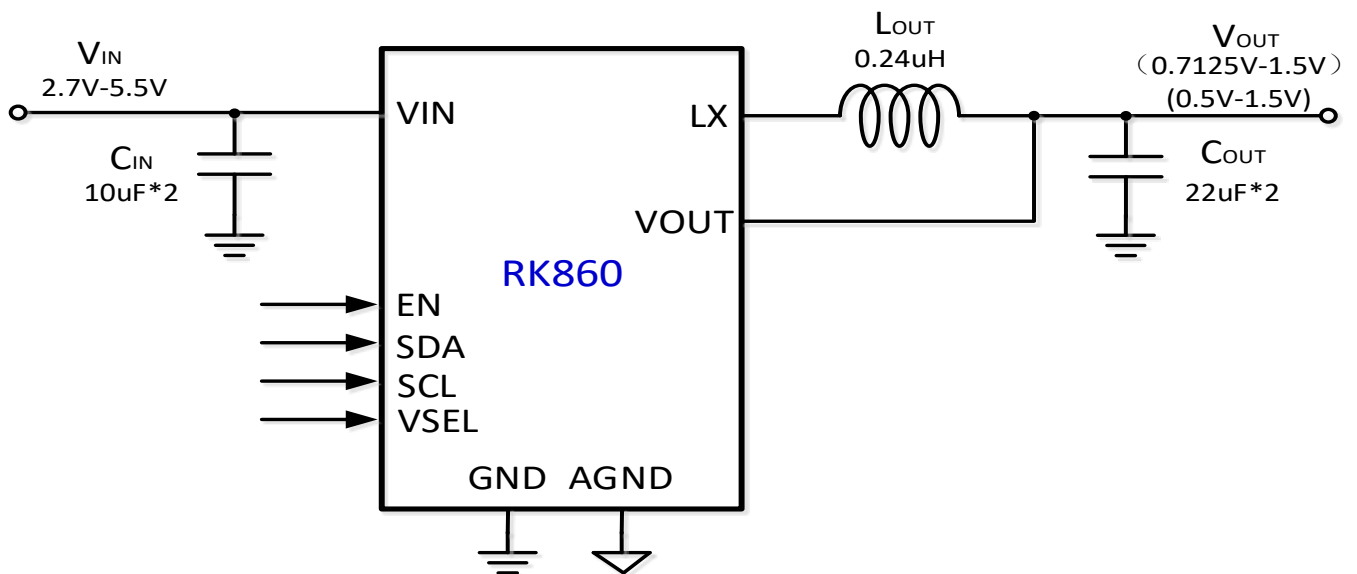 VIN
2.7V-5.5V
CIN
10uF*2
VIN
EN
SDA
SCL
VSEL
RK860
GND AGND
LX
VOUT
LOUT
0.24uH
VOUT
（0.7125V-1.5V）
(0.5V-1.5V)
COUT
22uF*2